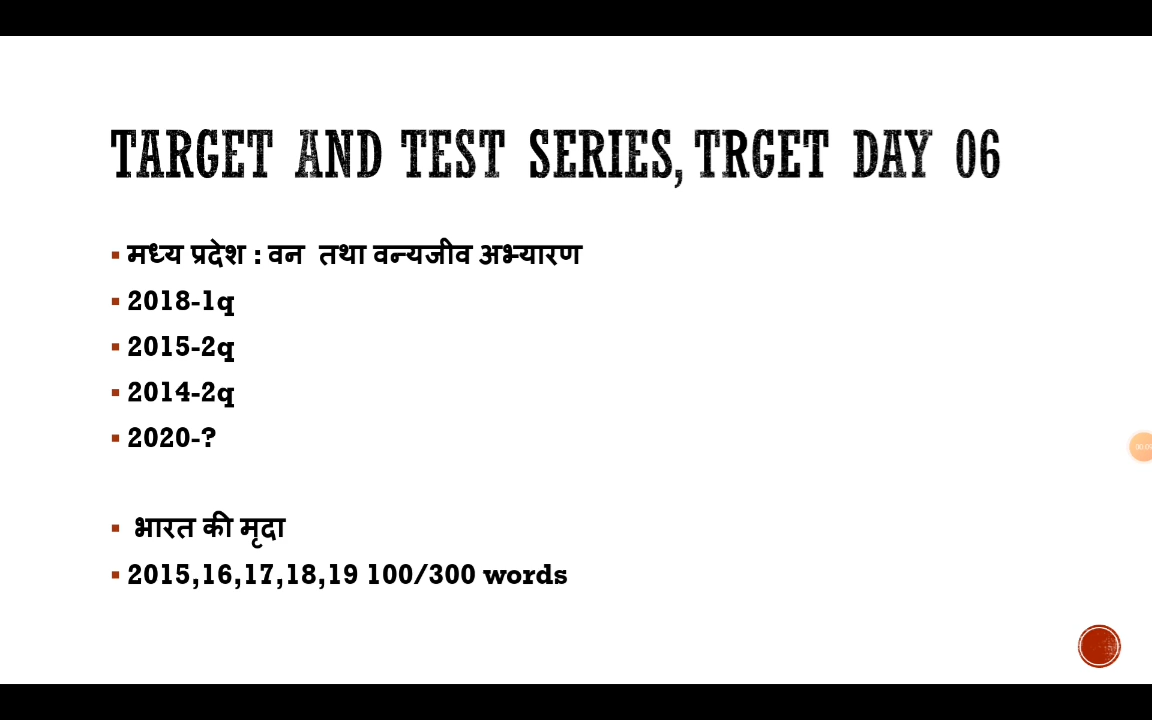 TARGET AND TEST SERIES, TRGET DAY 06
मध्य प्रदेश : वन तथा वन्यजीव अभ्यारण
2018-1q
2015-2q
2014-2q
2020-?
भारत की मृदा
2015,16,17,18,19 100/300 words